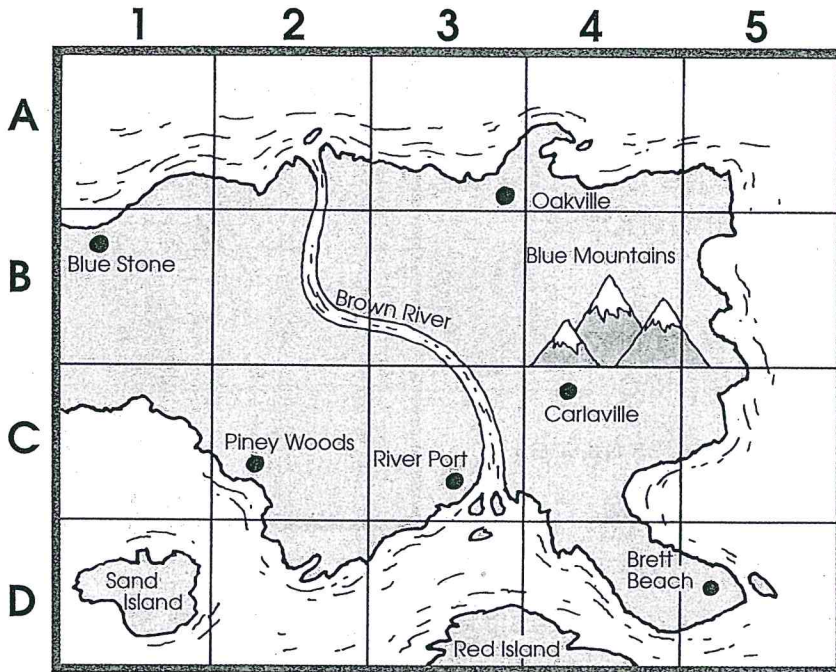 1 2 3 4 5
A
Oakville
B
Blue Stone
Blue Mountains
Brown River
C
Carlaville
Piney Woods
River Port
D
Sand
Island
Brett
Beach
Red Island